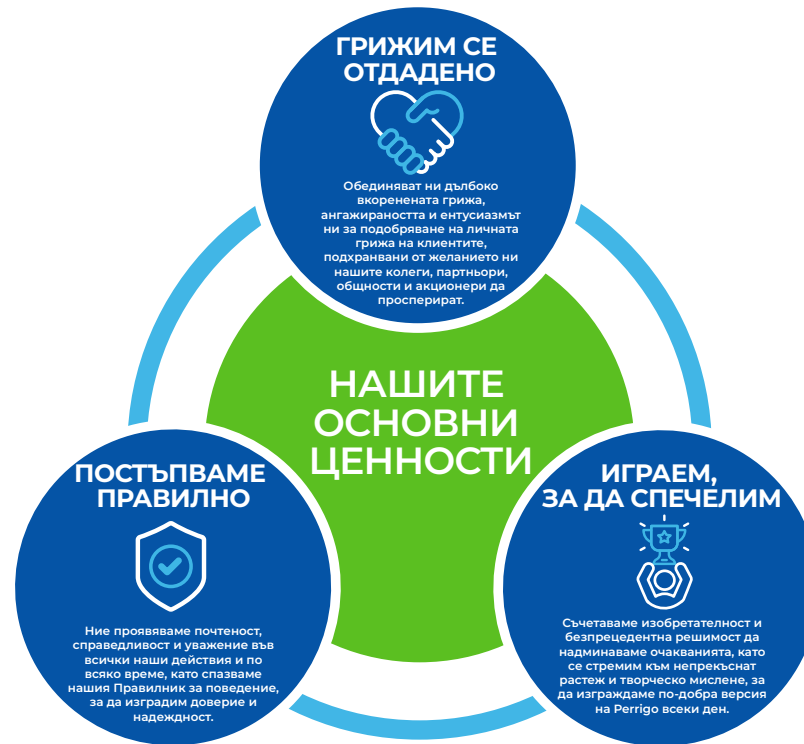 ГРИЖИМ СЕ
ОТДАДЕНО
Обединяват ни дълбоко
вкоренената грижа,
ангажираността и ентусиазмът
ни за подобряване на личната
грижа на клиентите,
подхранвани от желанието ни
нашите колеги, партньори,
общности и акционери да
просперират.
НАШИТЕ
ОСНОВНИ
ЦЕННОСТИ
ПОСТЪПВАМЕ
ПРАВИЛНО
Ние проявяваме почтеност,
справедливост и уважение във
всички наши действия и по
всяко време, като спазваме
нашия Правилник за поведение,
за да изградим доверие и
надеждност.
ИГРАЕМ,
ЗА ДА СПЕЧЕЛИМ
Съчетаваме изобретателност и
безпрецедентна решимост да
надминаваме очакванията, като
се стремим към непрекъснат
растеж и творческо мислене, за
да изграждаме по-добра версия
на Perrigo всеки ден.